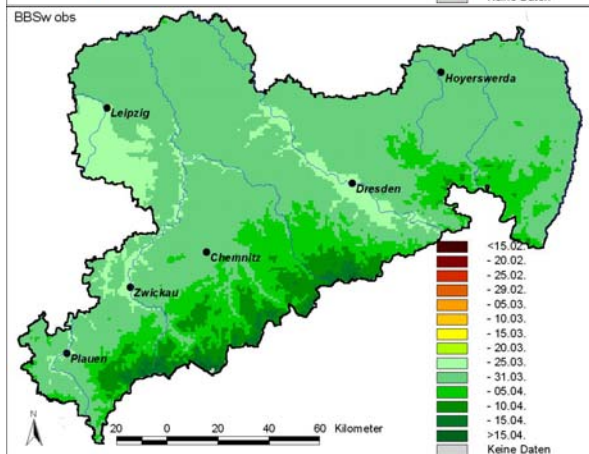 Keine Daten
BBSw obs
Hoyerswerda
Leipzig
Dresden
Chemnitz
Zwickau
Plauen
<15.02.
- 20.02.
- 25.02.
- 29.02.
- 05.03.
- 10.03.
- 15.03.
- 20.03.
- 25.03.
- 31.03.
- 05.04.
- 10.04.
- 15.04.
>15.04.
Keine Daten
N
20 0 20 40 60 Kilometer